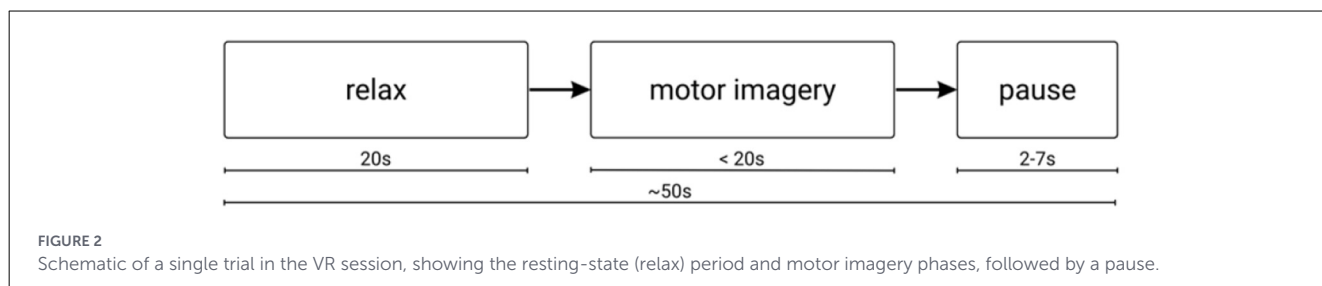 relax
motor imagery
pause
20s
< 20s
2-7s
~50s
FIGURE 2
Schematic of a single trial in the VR session, showing the resting-state (relax) period and motor imagery phases, followed by a pause.